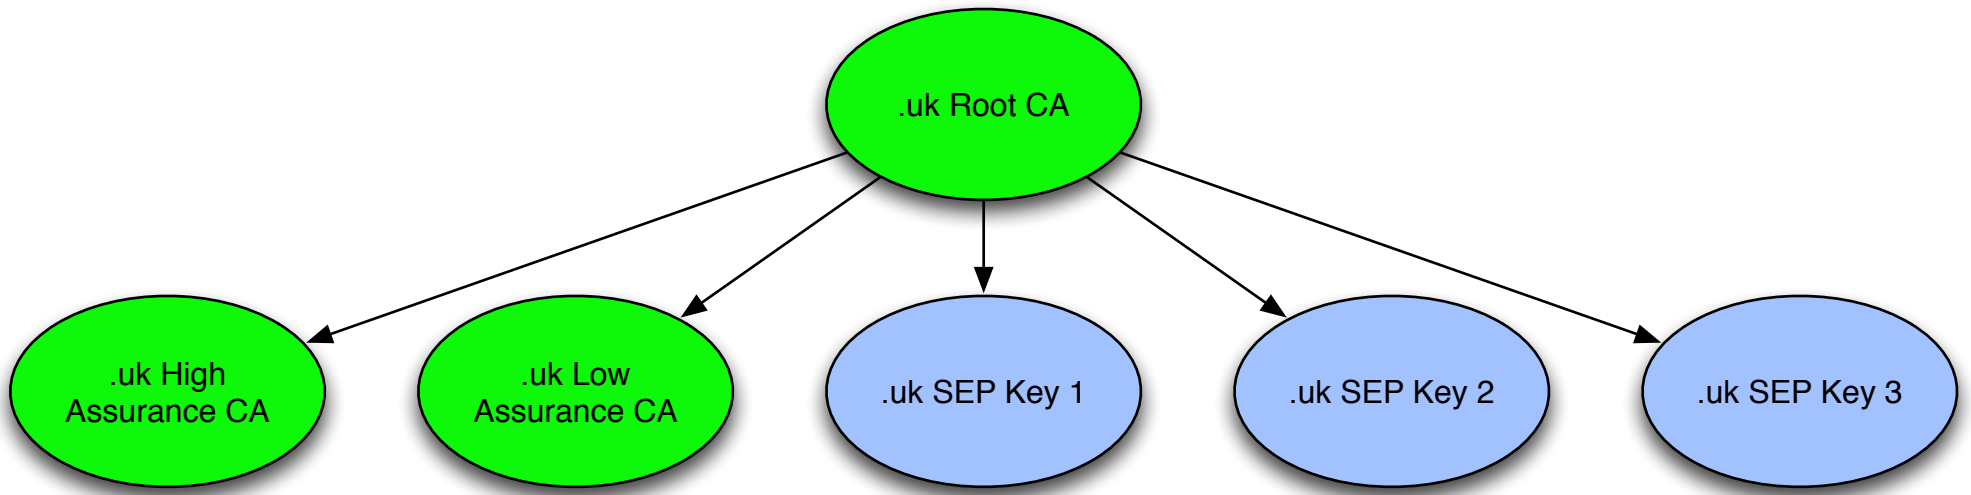 .uk Root CA
.uk High
Assurance CA
.uk Low
Assurance CA
.uk SEP Key 1
.uk SEP Key 2
.uk SEP Key 3